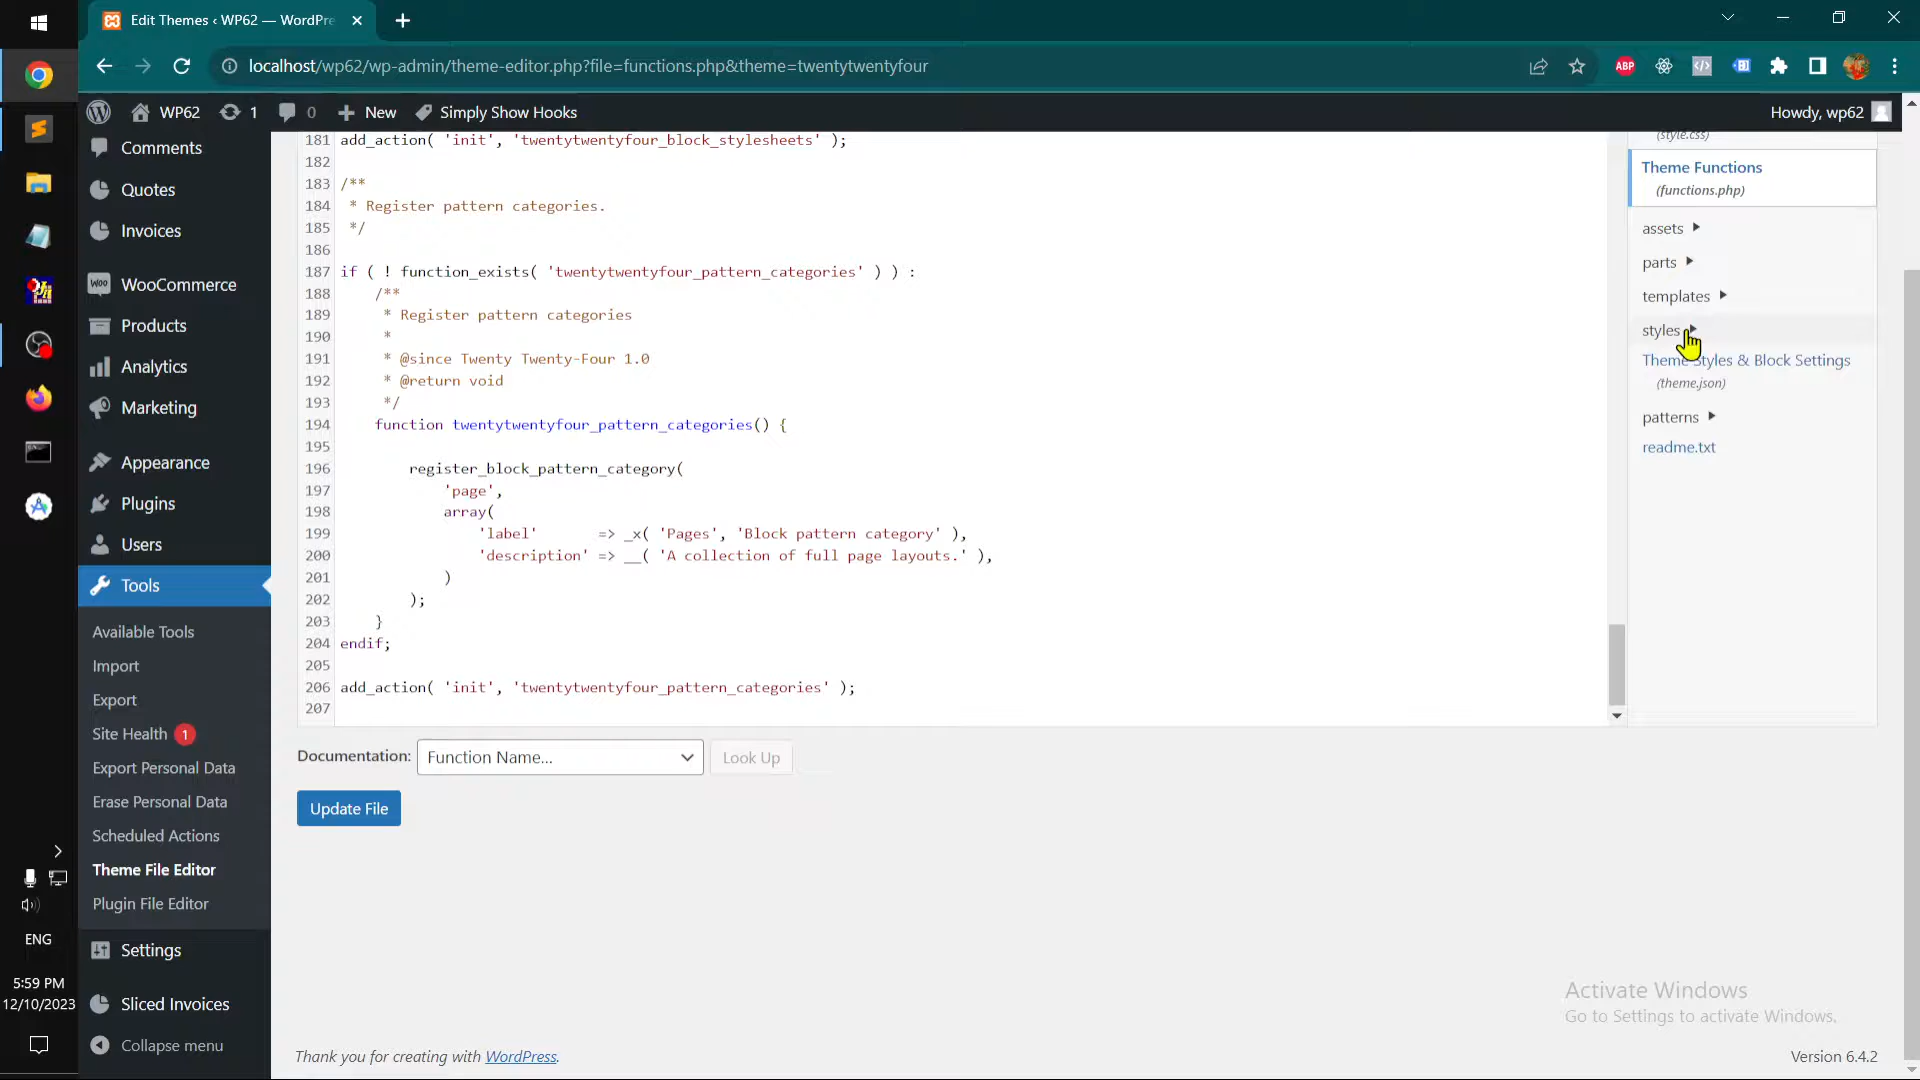 Edit Themes ‹ WP62 — WordPre
localhost/wp62/wp-admin/theme-editor.php?file=functions.php&theme=twentytwentyfour
ABP
WP62
1
0
New
Simply Show Hooks
Howdy, wp62
Comments
Quotes
Invoices
WooCommerce
Products
Analytics
Marketing
Appearance
Plugins
Users
Tools
Available Tools
Import
Export
Site Health 1
Export Personal Data
Erase Personal Data
Scheduled Actions
Theme File Editor
Plugin File Editor
Settings
Sliced Invoices
Collapse menu
181 add_action( 'init', 'twentytwentyfour_block_stylesheets' );
182
183 /**
184 * Register pattern categories.
185 */
186
187 if ( ! function_exists( 'twentytwentyfour_pattern_categories' ) ) :
188 /**
189 * Register pattern categories
190 *
191 * @since Twenty Twenty-Four 1.0
192 * @return void
193 */
194 function twentytwentyfour_pattern_categories() {
195
196 register_block_pattern_category(
197 'page',
198 array(
199 'label' => _x( 'Pages', 'Block pattern category' ),
200 'description' => __( 'A collection of full page layouts.' ),
201 )
202 );
203 }
204 endif;
205
206 add_action( 'init', 'twentytwentyfour_pattern_categories' );
207
(style.css)
Theme Functions
(functions.php)
assets
parts
templates
styles
Theme Styles & Block Settings
(theme.json)
patterns
readme.txt
Documentation: Function Name... Look Up
Update File
Activate Windows
Go to Settings to activate Windows.
Thank you for creating with WordPress.
Version 6.4.2
ENG
5:59 PM
12/10/2023